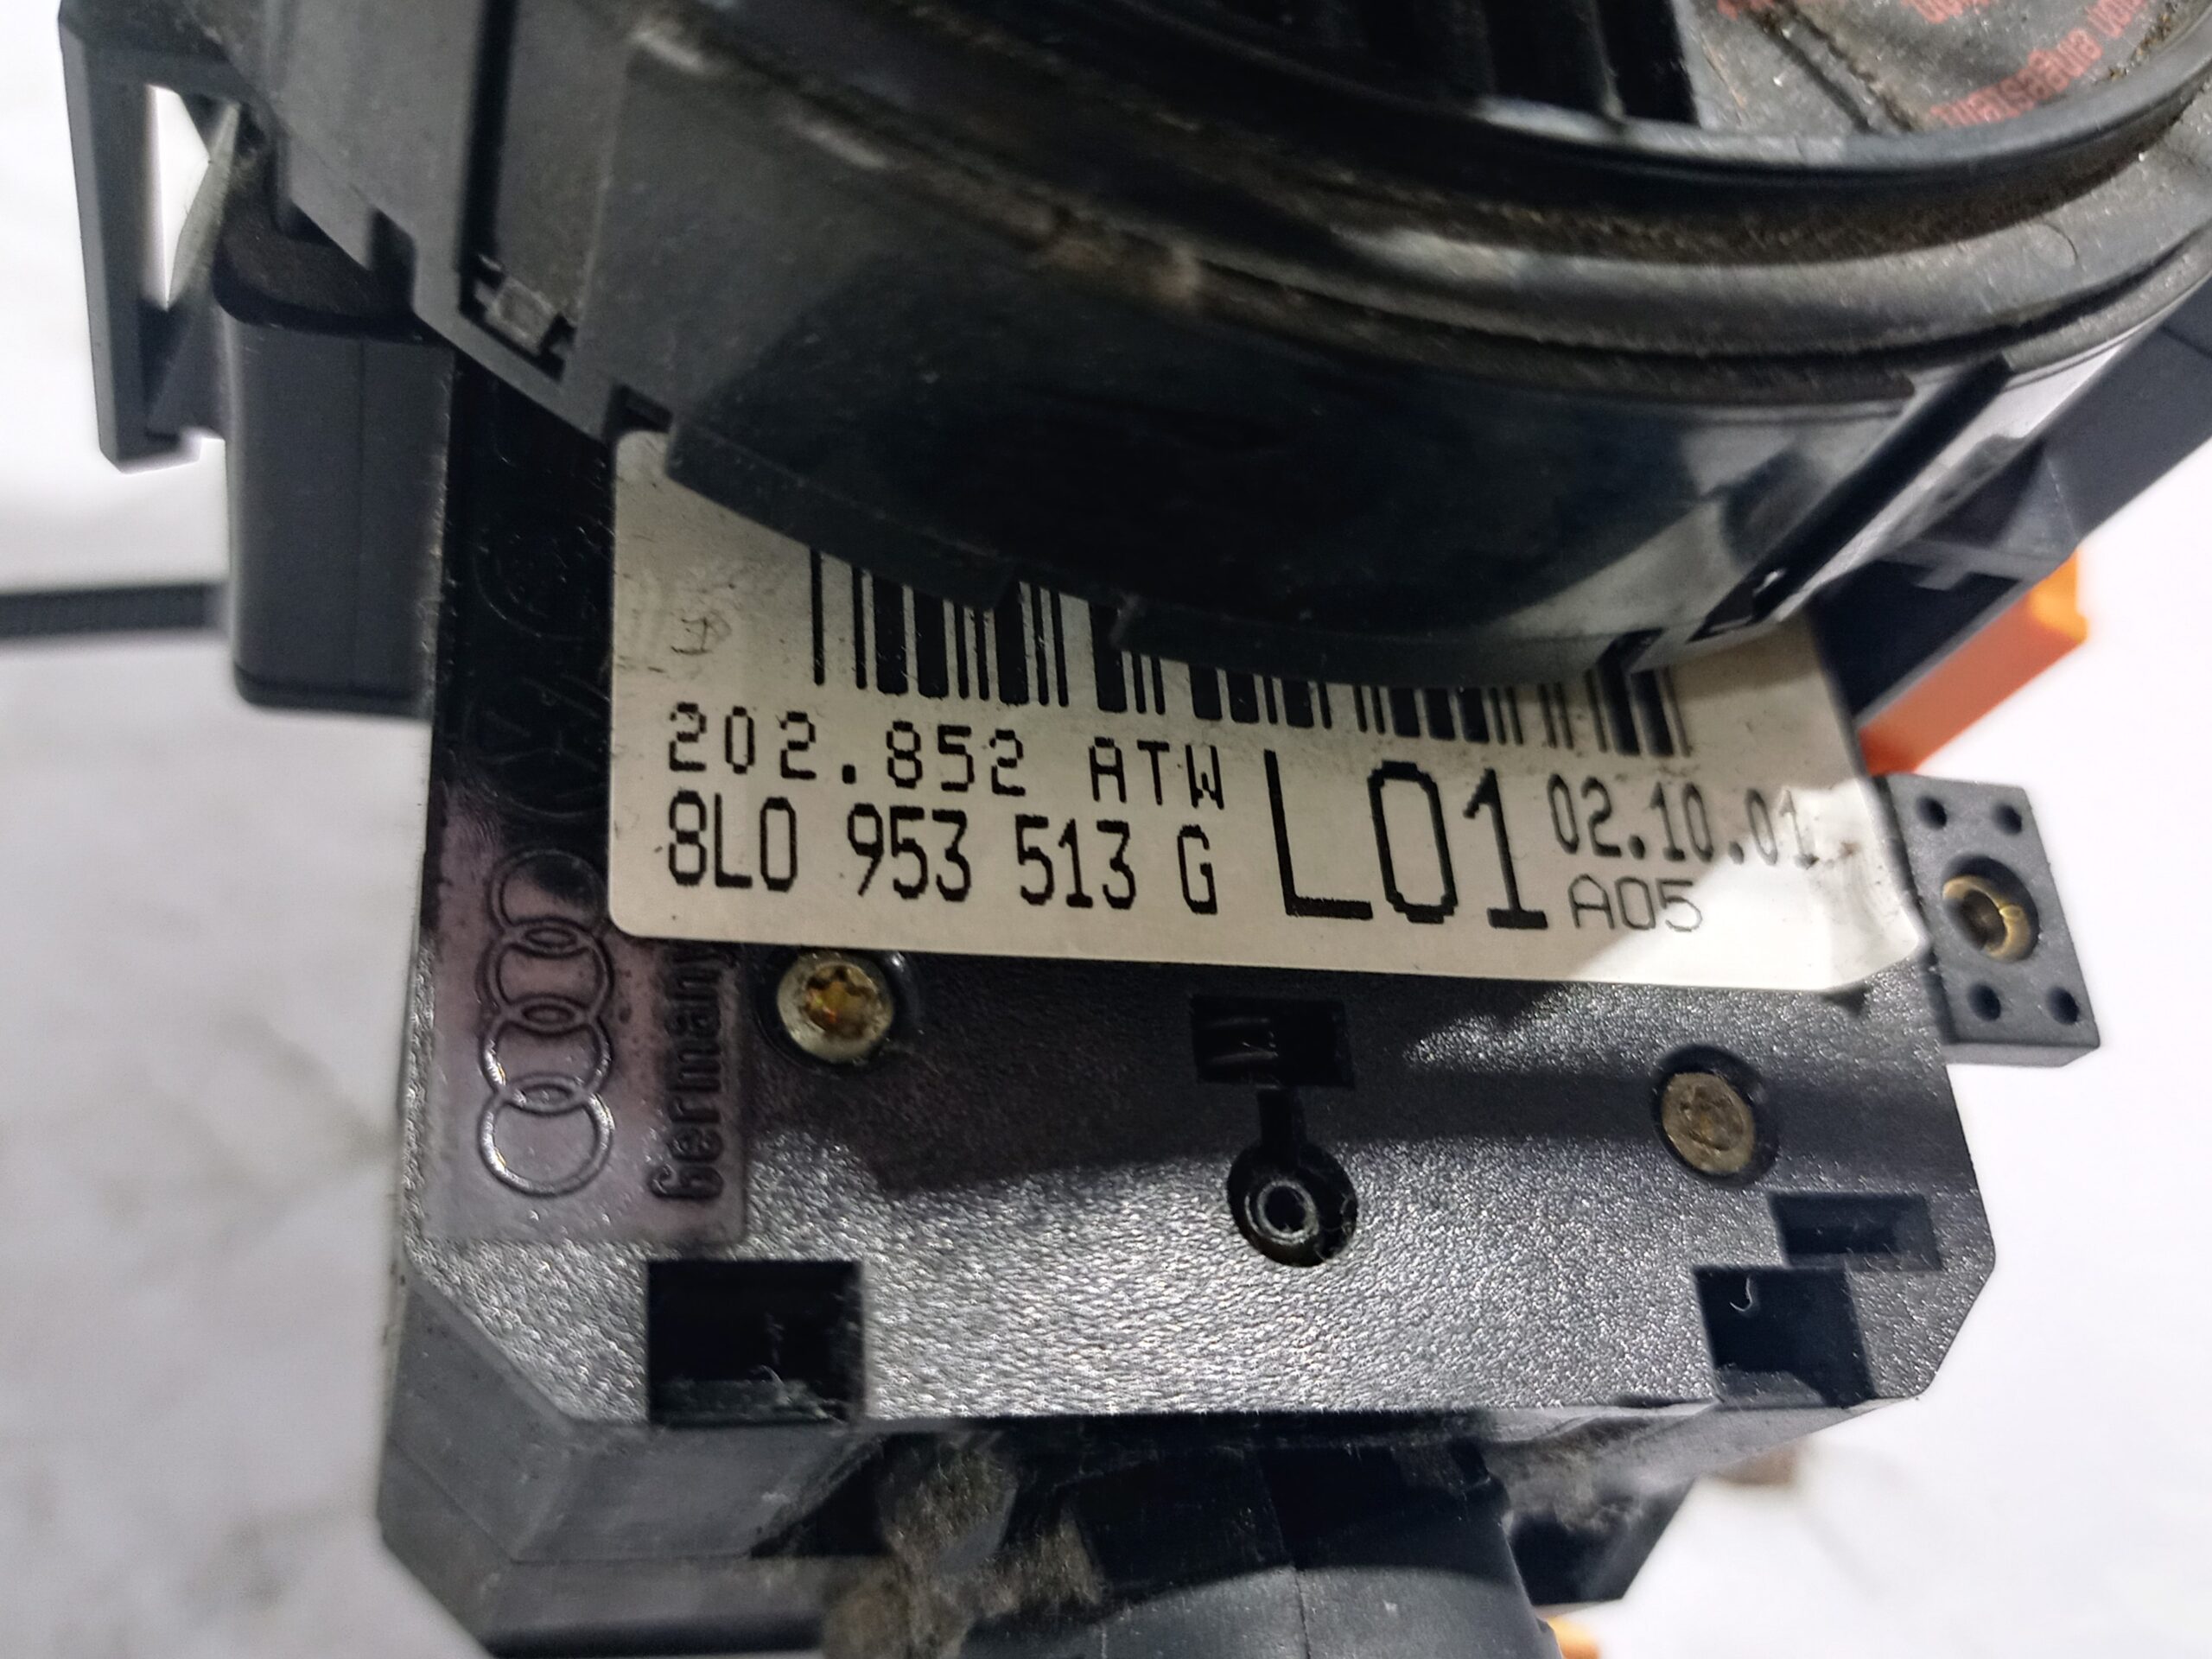 202.852 ATW
8L0 953 513 G
L01
02.10.01
A05
Germany